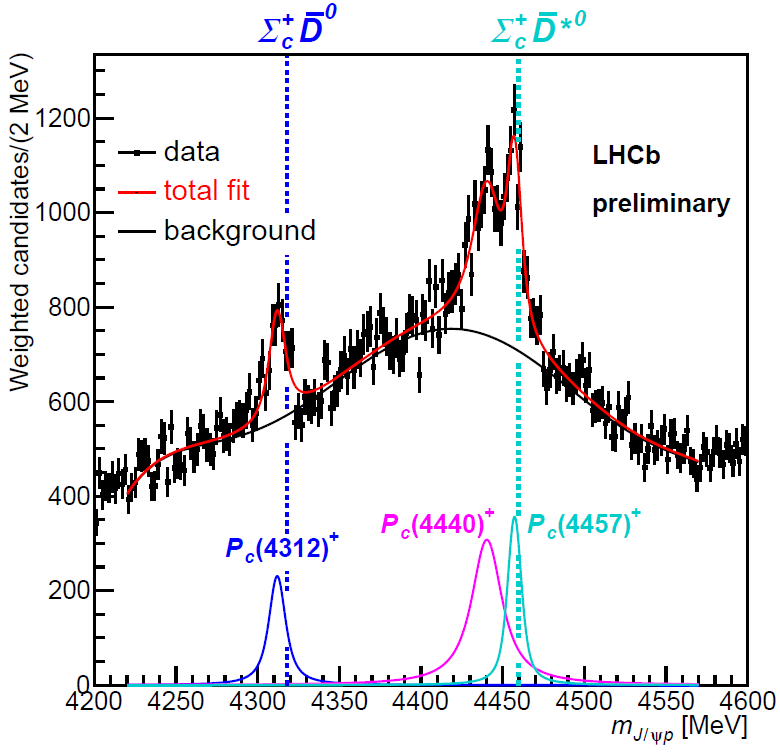 Σc+ D̄0 Σc+ D̄*0
Weighted candidates/(2 MeV)
1200
1000
800
600
400
200
0
data
total fit
background
LHCb
preliminary
Pc(4312)+
Pc(4440)+
Pc(4457)+
4200 4250 4300 4350 4400 4450 4500 4550 4600
mJ/ψp [MeV]